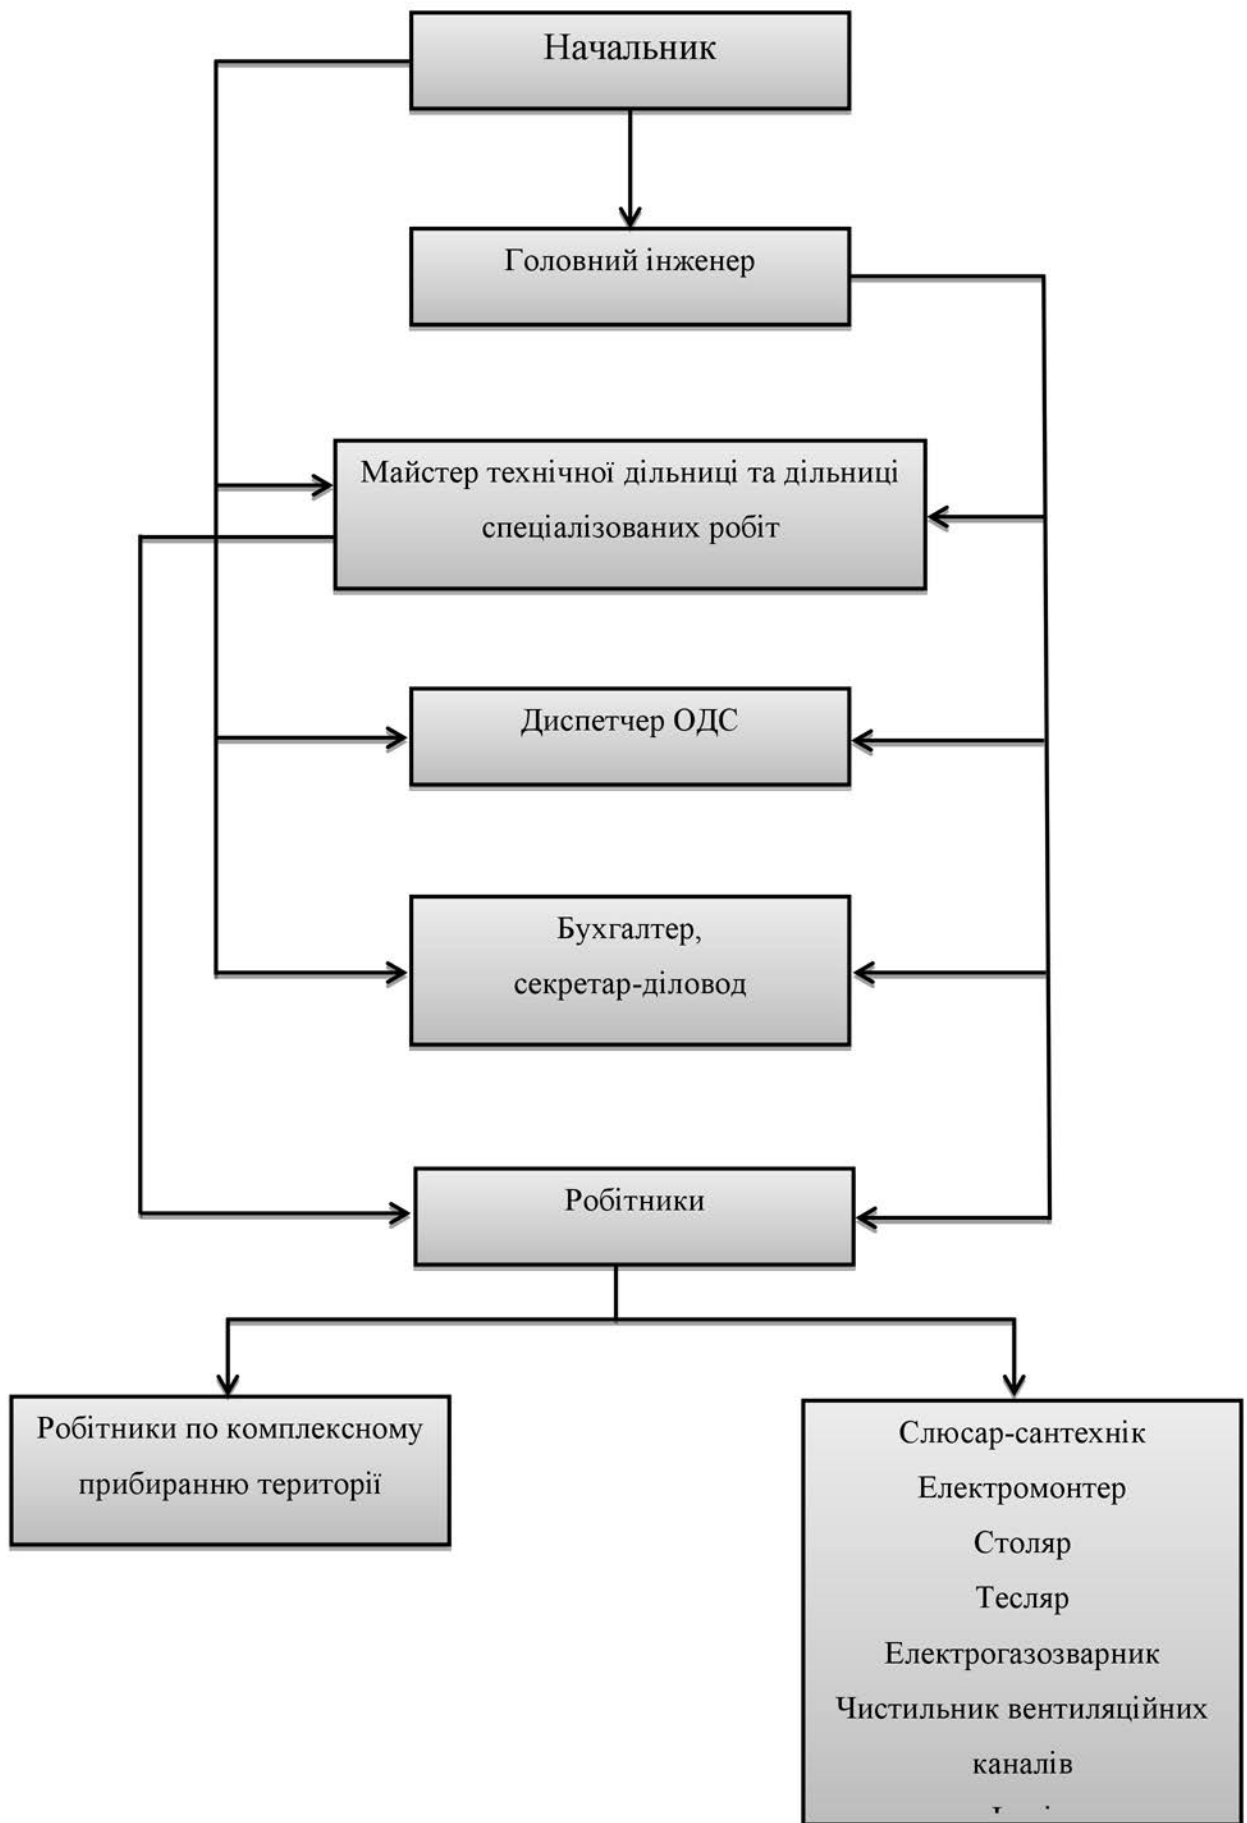 Начальник
Головний інженер
Майстер технічної дільниці та дільниці
спеціалізованих робіт
Диспетчер ОДС
Бухгалтер,
секретар-діловод
Робітники
Робітники по комплексному
прибиранню території
Слюсар-сантехнік
Електромонтер
Столяр
Тесляр
Електрогазозварник
Чистильник вентиляційних
каналів